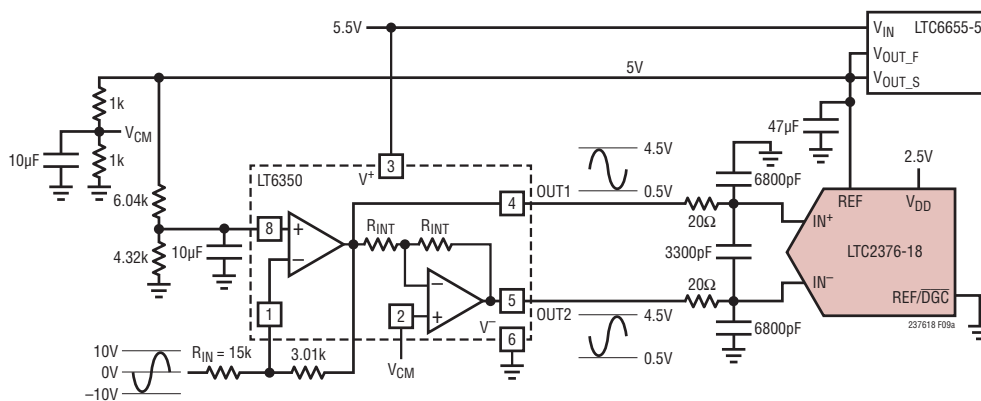 5.5V
VIN
LTC6655-5
VOUT_F
VOUT_S
5V
1k
VCM
10µF
1k
47µF
3
V+
LT6350
4.5V
0.5V
6800pF
2.5V
6.04k
4
OUT1
20Ω
REF
VDD
8
+
–
RINT
RINT
IN+
4.32k
10µF
3300pF
LTC2376-18
–
+
IN–
1
2
V–
5
OUT2
20Ω
REF/DGC
6
237618 F09a
VCM
4.5V
0.5V
6800pF
10V
0V
–10V
RIN = 15k
3.01k